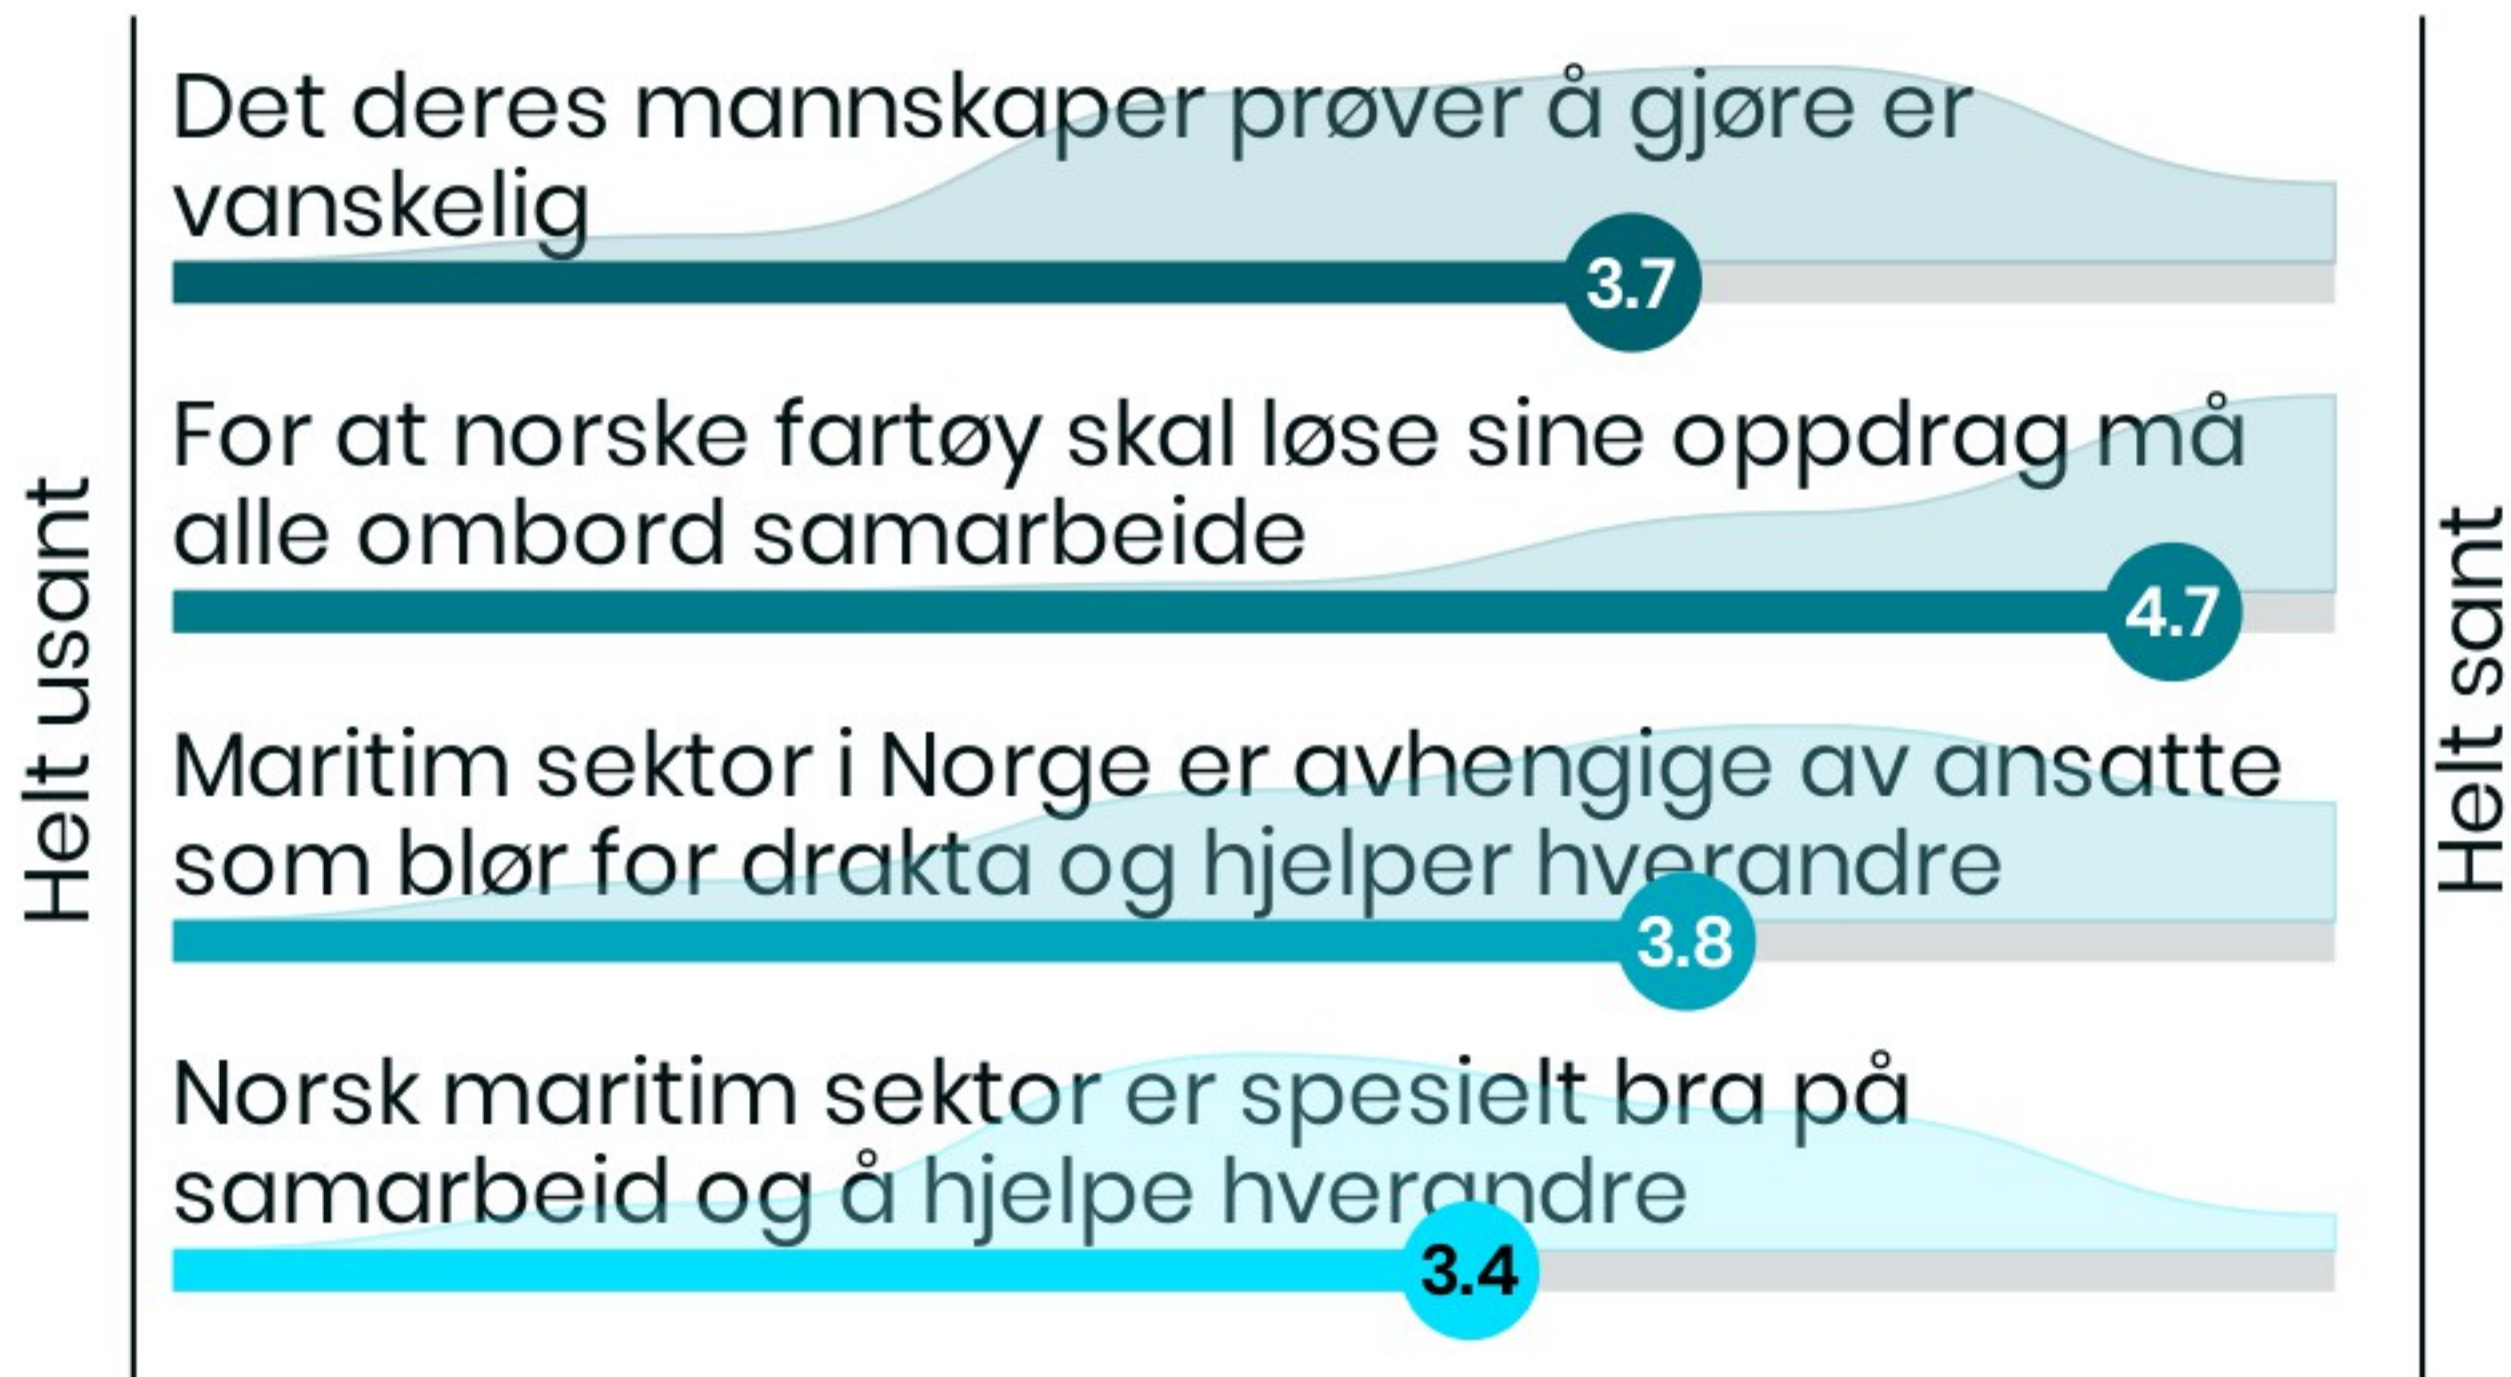 Det deres mannskaper prøver å gjøre er
vanskelig
3.7
For at norske fartøy skal løse sine oppdrag må
alle ombord samarbeide
4.7
Maritim sektor i Norge er avhengige av ansatte
som blør for drakta og hjelper hverandre
3.8
Norsk maritim sektor er spesielt bra på
samarbeid og å hjelpe hverandre
3.4
Helt usant
Helt sant